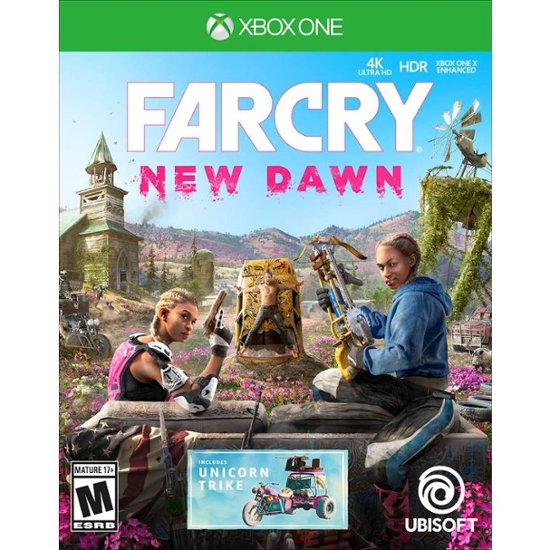 XBOX ONE
4K
ULTRA HD
HDR
XBOX ONE X
ENHANCED
FARCRY®
NEW DAWN
INCLUDES
UNICORN
TRIKE
MATURE 17+
M
ESRB
UBISOFT